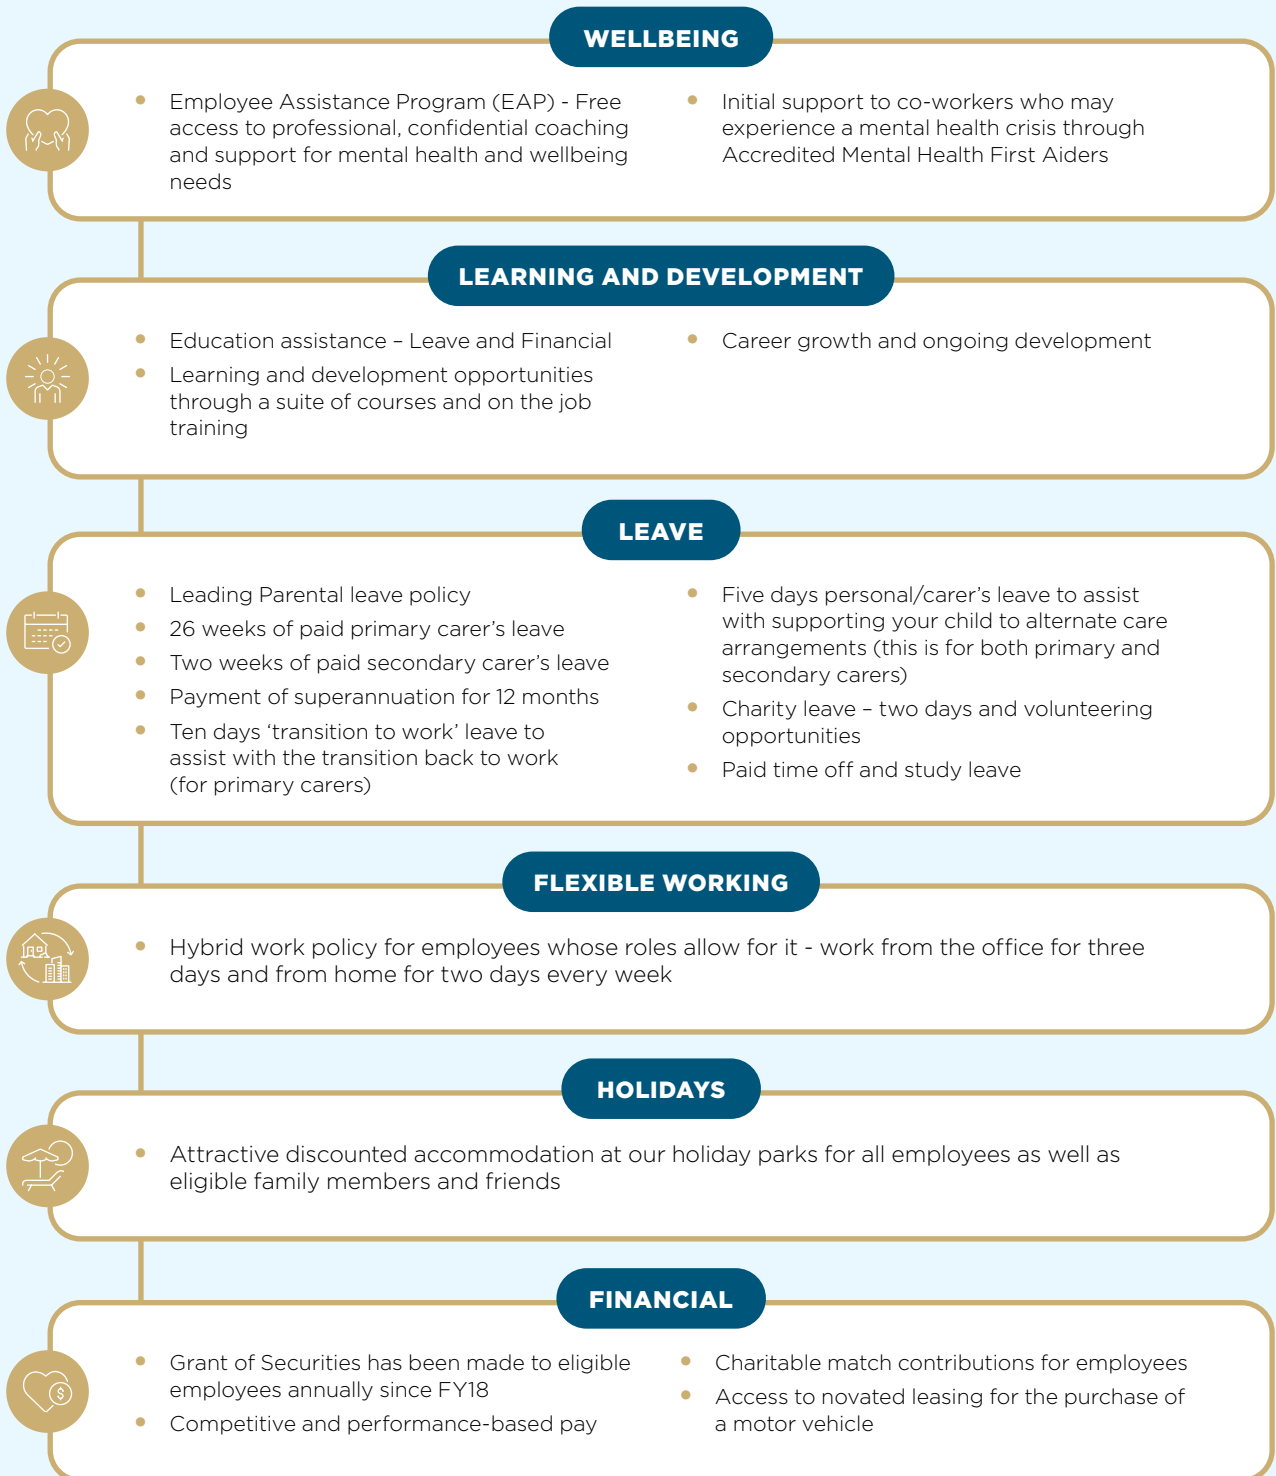 WELLBEING
Employee Assistance Program (EAP) - Free
access to professional, confidential coaching
and support for mental health and wellbeing
needs
Initial support to co-workers who may
experience a mental health crisis through
Accredited Mental Health First Aiders
LEARNING AND DEVELOPMENT
Education assistance – Leave and Financial
Learning and development opportunities
through a suite of courses and on the job
training
Career growth and ongoing development
LEAVE
Leading Parental leave policy
26 weeks of paid primary carer's leave
Two weeks of paid secondary carer's leave
Payment of superannuation for 12 months
Ten days 'transition to work' leave to
assist with the transition back to work
(for primary carers)
Five days personal/carer's leave to assist
with supporting your child to alternate care
arrangements (this is for both primary and
secondary carers)
Charity leave – two days and volunteering
opportunities
Paid time off and study leave
FLEXIBLE WORKING
Hybrid work policy for employees whose roles allow for it - work from the office for three
days and from home for two days every week
HOLIDAYS
Attractive discounted accommodation at our holiday parks for all employees as well as
eligible family members and friends
FINANCIAL
Grant of Securities has been made to eligible
employees annually since FY18
Competitive and performance-based pay
Charitable match contributions for employees
Access to novated leasing for the purchase of
a motor vehicle
$